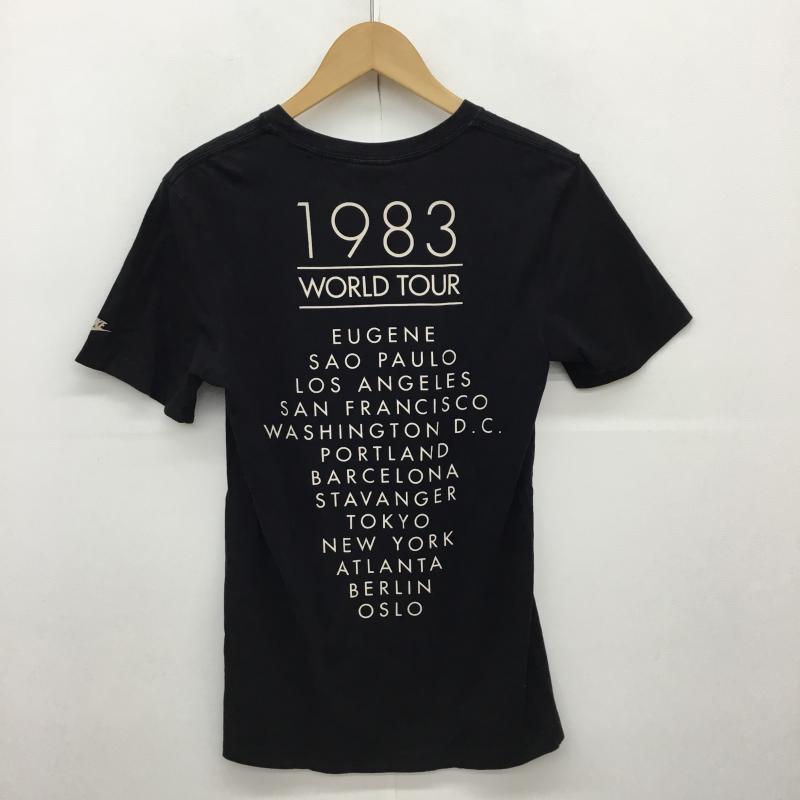 1983
WORLD TOUR
EUGENE
SAO PAULO
LOS ANGELES
SAN FRANCISCO
WASHINGTON D.C.
PORTLAND
BARCELONA
STAVANGER
TOKYO
NEW YORK
ATLANTA
BERLIN
OSLO